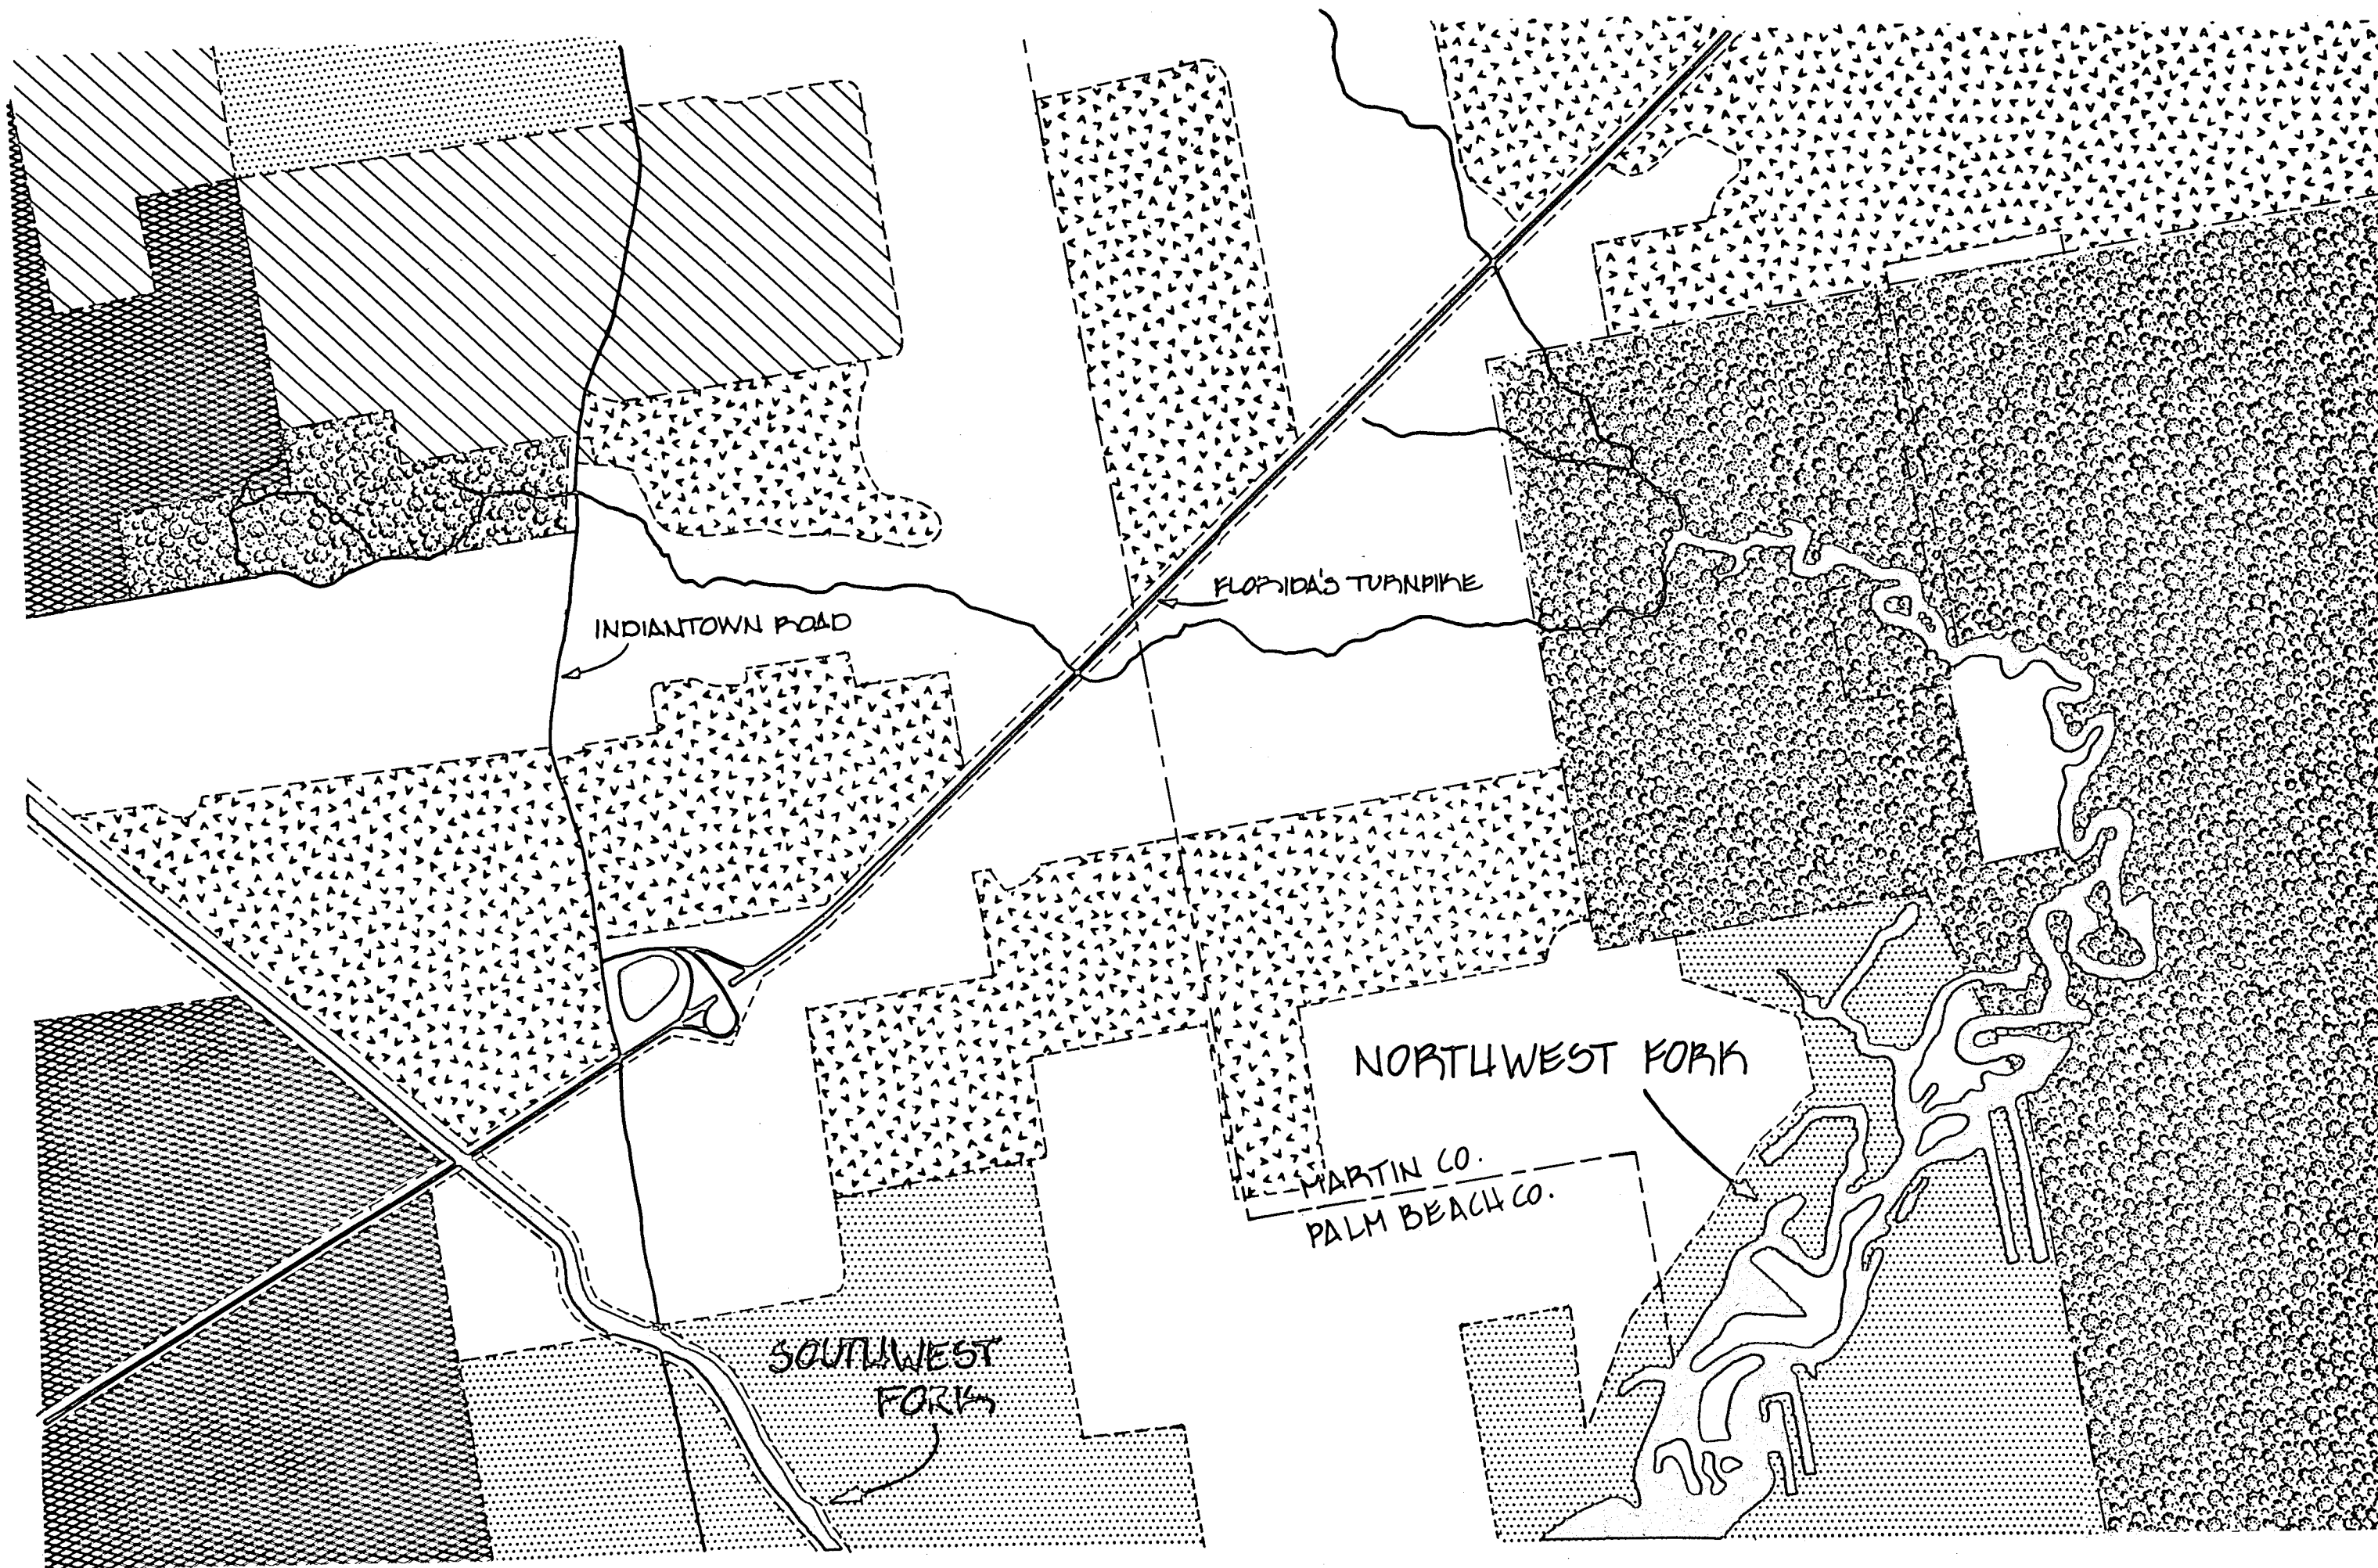 FLORIDA'S TURNPIKE
INDIANTOWN ROAD
NORTHWEST FORK
MARTIN CO.
PALM BEACH CO.
SOUTHWEST
FORK